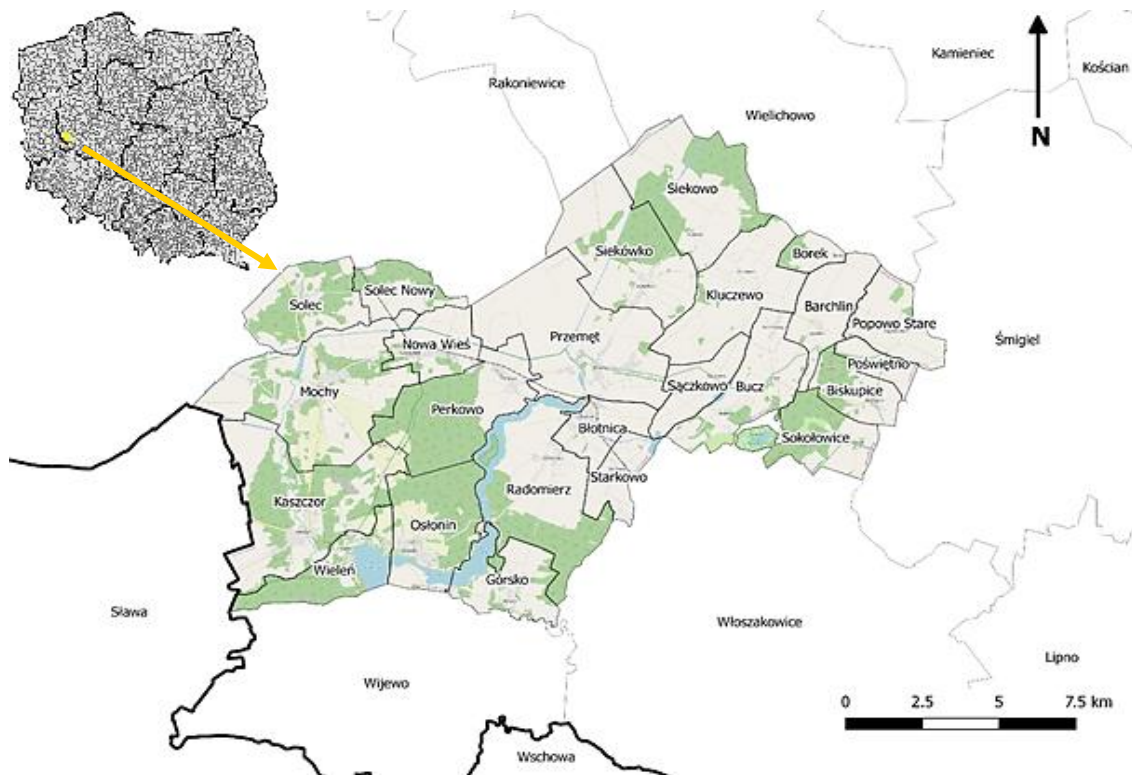 Kamieniec
Kościan
Rakoniewice
Wielichowo
N
Siekowo
Siekówko
Borek
Solec
Solec Nowy
Kluczewo
Barchlin
Popowo Stare
Przemęt
Nowa Wieś
Śmigiel
Poświętno
Mochy
Sączkowo
Bucz
Biskupice
Perkowo
Błotnica
Sokołowice
Starkowo
Kaszczor
Radomierz
Osłonin
Wieleń
Górsko
Sława
Włoszakowice
Lipno
Wijewo
0 2.5 5 7.5 km
Wschowa